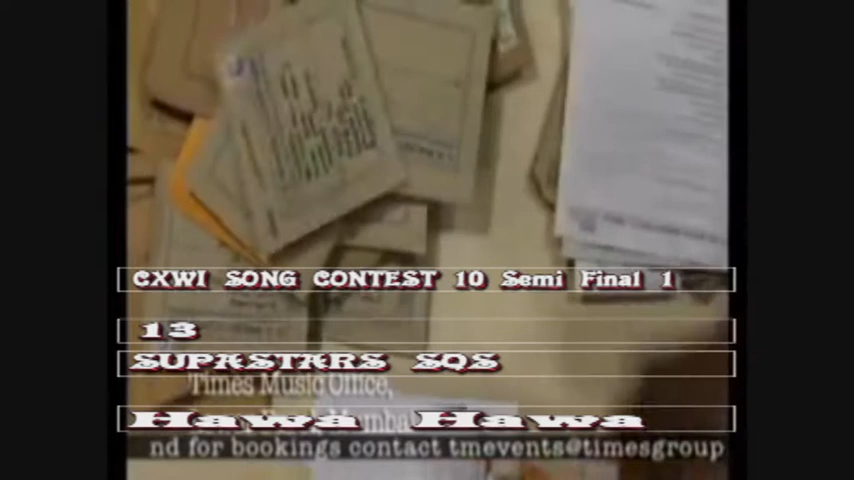 CXWI SONG CONTEST 10 Semi Final 1
13
SUPASTARS SQS
Times Music Office,
Hawa Hawa
nd for bookings contact tmevents@timesgroup